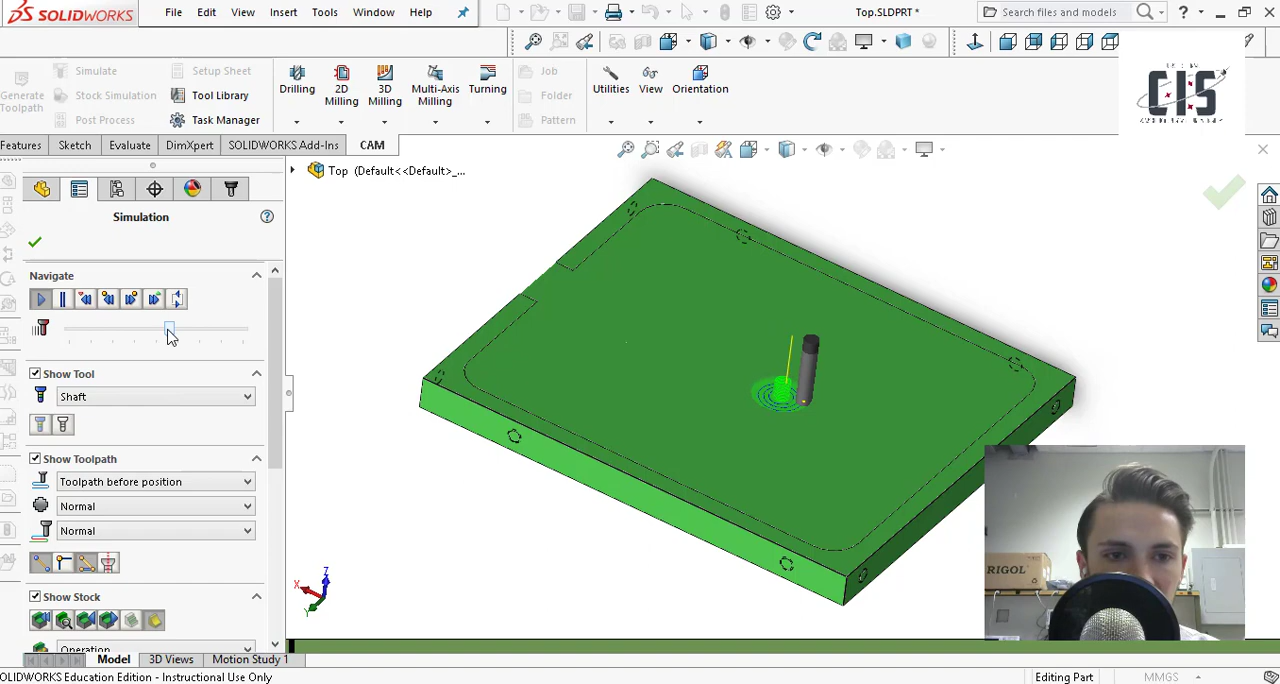 SOLIDWORKS
File Edit View Insert Tools Window Help
Top.SLDPRT *
Search files and models
?
Generate
Toolpath
Simulate
Stock Simulation
Post Process
Setup Sheet
Tool Library
Task Manager
Drilling
2D
Milling
3D
Milling
Multi-Axis
Milling
Turning
Job
Folder
Pattern
Utilities
View
Orientation
CIS
Features Sketch Evaluate DimXpert SOLIDWORKS Add-Ins CAM
Top (Default<<Default>_...
Simulation
?
Navigate
Show Tool
Shaft
Show Toolpath
Toolpath before position
Normal
Normal
Show Stock
Operation
Z
X
Y
RIGOL
Model 3D Views Motion Study 1
SOLIDWORKS Education Edition - Instructional Use Only
Editing Part
MMGS